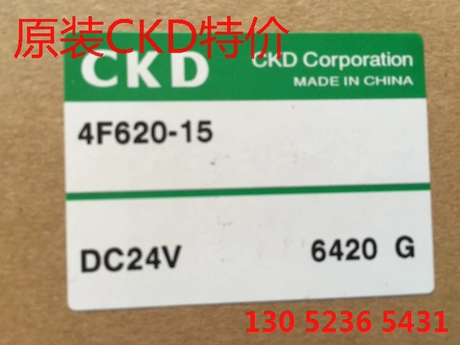 原装CKD特价
CKD CKD Corporation
MADE IN CHINA
4F620-15
DC24V 6420 G
130 5236 5431